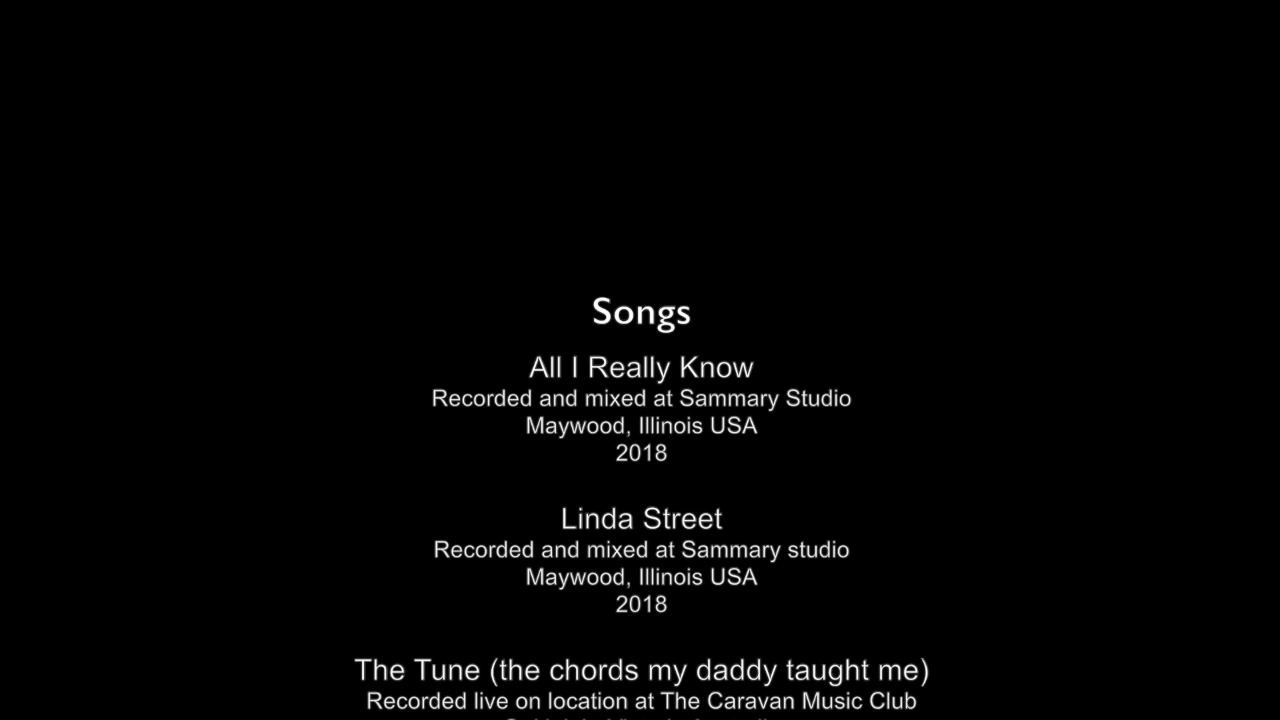 Songs
All I Really Know
Recorded and mixed at Sammary Studio
Maywood, Illinois USA
2018
Linda Street
Recorded and mixed at Sammary studio
Maywood, Illinois USA
2018
The Tune (the chords my daddy taught me)
Recorded live on location at The Caravan Music Club